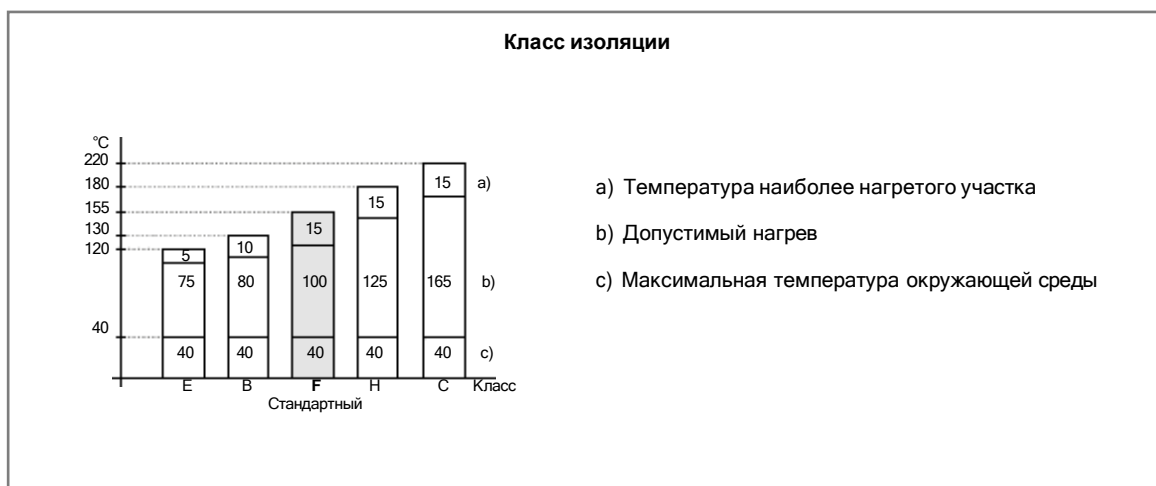 Класс изоляции
°C
220
180
155
130
120
40
5
75
40
10
80
40
15
100
40
15
125
40
15
165
40
a)
b)
c)
E B F H C Класс
Стандартный
a) Температура наиболее нагретого участка
b) Допустимый нагрев
c) Максимальная температура окружающей среды